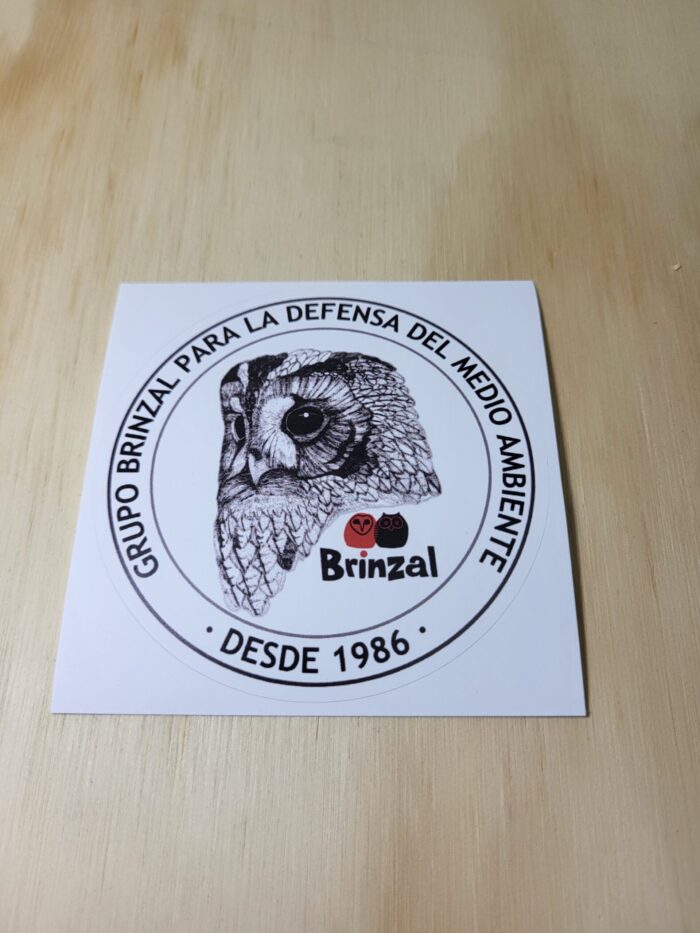 GRUPO BRINZAL PARA LA DEFENSA DEL MEDIO AMBIENTE
Brinzal
· DESDE 1986 ·